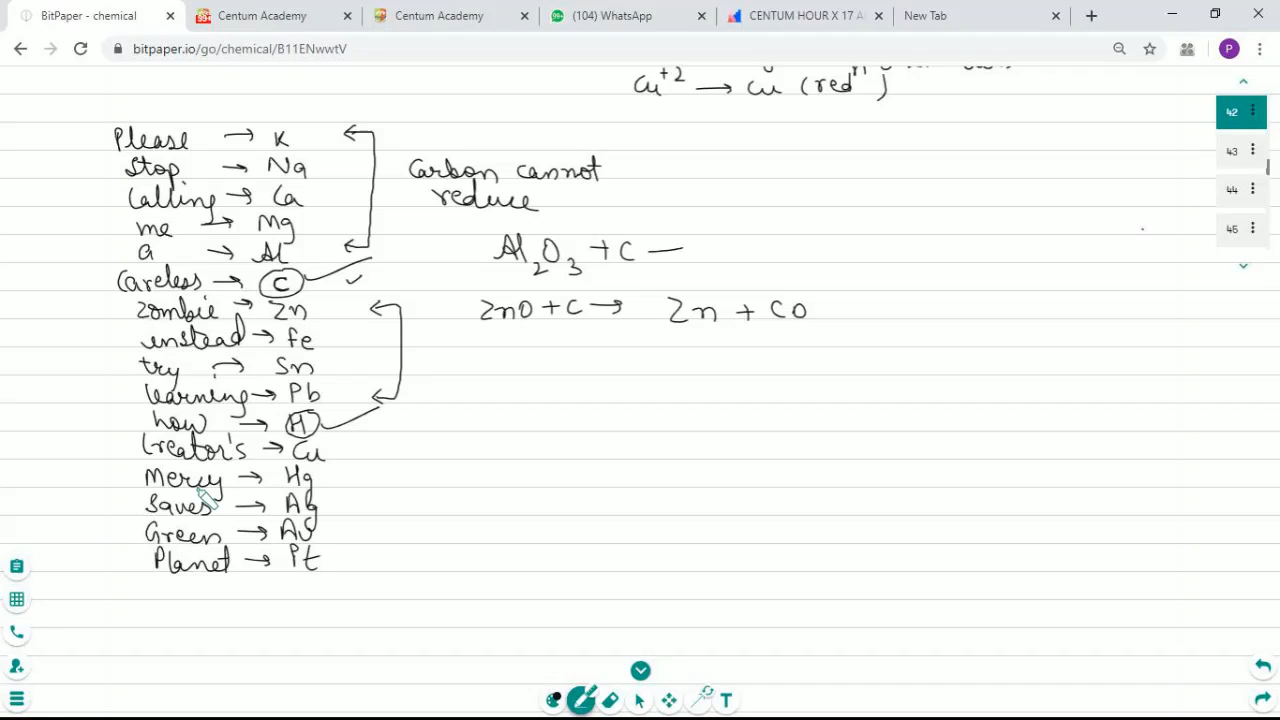 BitPaper - chemical
Centum Academy
Centum Academy
(104) WhatsApp
CENTUM HOUR X 17 A
New Tab
bitpaper.io/go/chemical/B11ENwwtV
P
Cu+2 → Cu (redn)
42
43
44
45
Please → K
Stop → Na
Calling → Ca
me → Mg
a → Al
Careless → C
Zombie → Zn
instead → Fe
try → Sn
learning → Pb
how → H
Creator's → Cu
Mercy → Hg
Saves → Ag
Green → Au
Planet → Pt
Carbon cannot
reduce
Al2O3 + C —
ZnO + C → Zn + CO
T